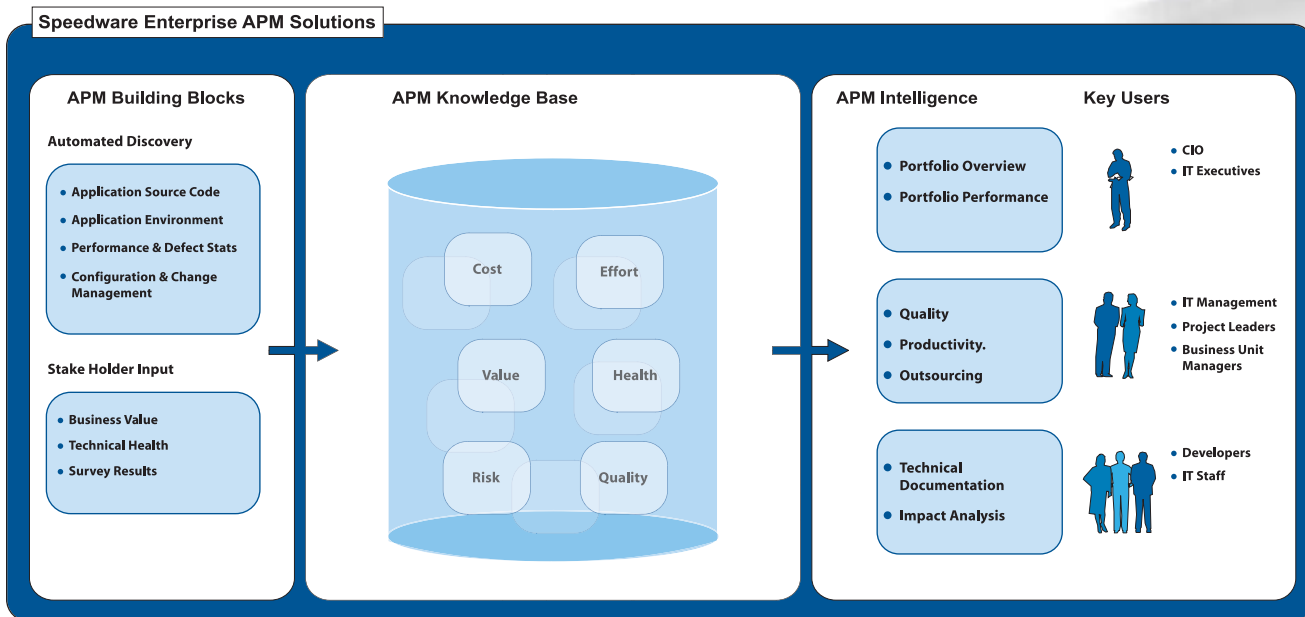 Speedware Enterprise APM Solutions
APM Building Blocks
Automated Discovery
• Application Source Code
• Application Environment
• Performance & Defect Stats
• Configuration & Change
Management
Stake Holder Input
• Business Value
• Technical Health
• Survey Results
APM Knowledge Base
Cost
Effort
Value
Health
Risk
Quality
APM Intelligence
Key Users
• Portfolio Overview
• Portfolio Performance
• CIO
• IT Executives
• Quality
• Productivity.
• Outsourcing
• IT Management
• Project Leaders
• Business Unit
Managers
• Technical
Documentation
• Impact Analysis
• Developers
• IT Staff